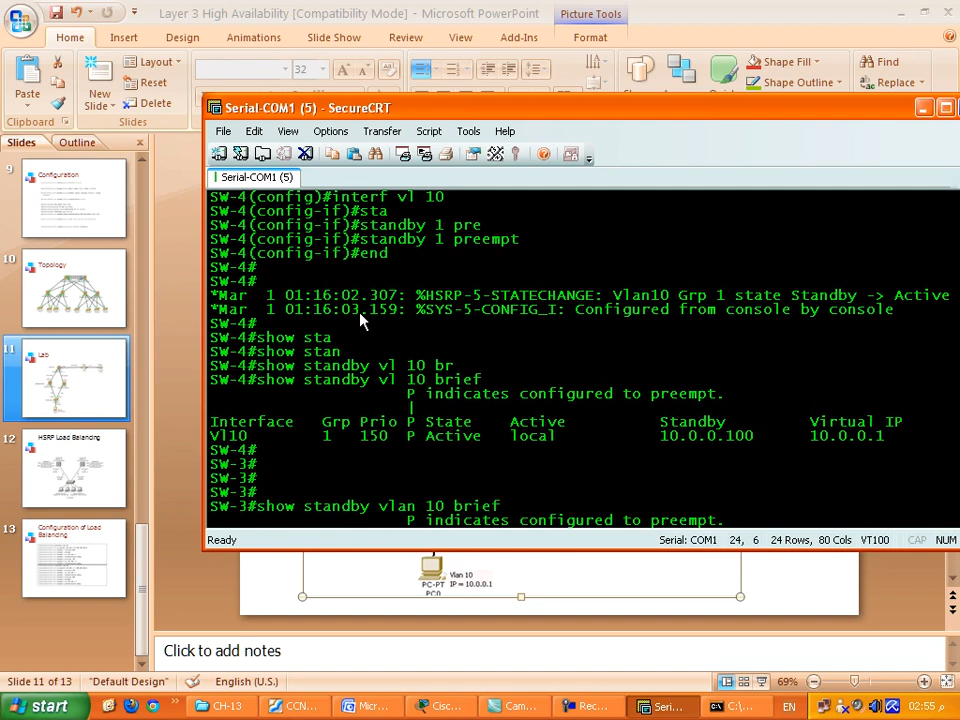 Layer 3 High Availability [Compatibility Mode] - Microsoft PowerPoint
Picture Tools
Home Insert Design Animations Slide Show Review View Add-Ins Format
Paste
New Slide
Layout
Reset
Delete
32
Shape Fill
Shape Outline
Find
Replace
Clipboard
Slides
Slides Outline
9
Configuration
10
Topology
11
Lab
12
HSRP Load Balancing
13
Configuration of Load Balancing
Serial-COM1 (5) - SecureCRT
File Edit View Options Transfer Script Tools Help
Serial-COM1 (5)
SW-4(config)#interf vl 10
SW-4(config-if)#sta
SW-4(config-if)#standby 1 pre
SW-4(config-if)#standby 1 preempt
SW-4(config-if)#end
SW-4#
SW-4#
*Mar  1 01:16:02.307: %HSRP-5-STATECHANGE: Vlan10 Grp 1 state Standby -> Active
*Mar  1 01:16:03.159: %SYS-5-CONFIG_I: Configured from console by console
SW-4#
SW-4#show sta
SW-4#show stan
SW-4#show standby vl 10 br
SW-4#show standby vl 10 brief
P indicates configured to preempt.
|
Interface Grp Prio P State Active Standby Virtual IP
Vl10 1 150 P Active local 10.0.0.100 10.0.0.1
SW-4#
SW-3#
SW-3#
SW-3#
SW-3#show standby vlan 10 brief
P indicates configured to preempt.
Ready Serial: COM1 24, 6 24 Rows, 80 Cols VT100 CAP NUM
Vlan 10
PC-PT IP = 10.0.0.1
PC0
Click to add notes
Slide 11 of 13 "Default Design" English (U.S.) 69%
start CH-13 CCN... Micr... Cisc... Cam... Rec... Seri... C:\... EN 02:55 م